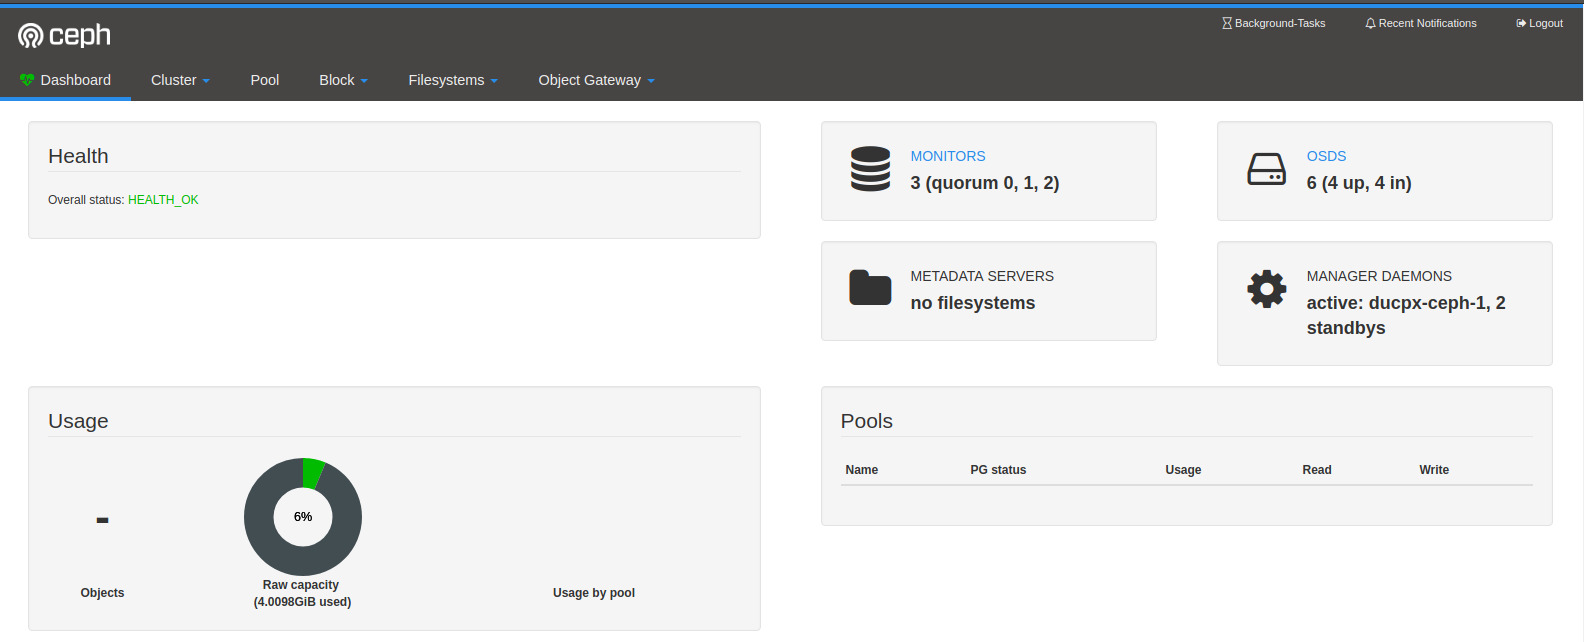 ceph
Background-Tasks Recent Notifications Logout
Dashboard Cluster Pool Block Filesystems Object Gateway
Health
Overall status: HEALTH_OK
MONITORS
3 (quorum 0, 1, 2)
OSDS
6 (4 up, 4 in)
METADATA SERVERS
no filesystems
MANAGER DAEMONS
active: ducpx-ceph-1, 2
standbys
Usage
-
Objects
6%
Raw capacity
(4.0098GiB used)
Usage by pool
Pools
Name PG status Usage Read Write